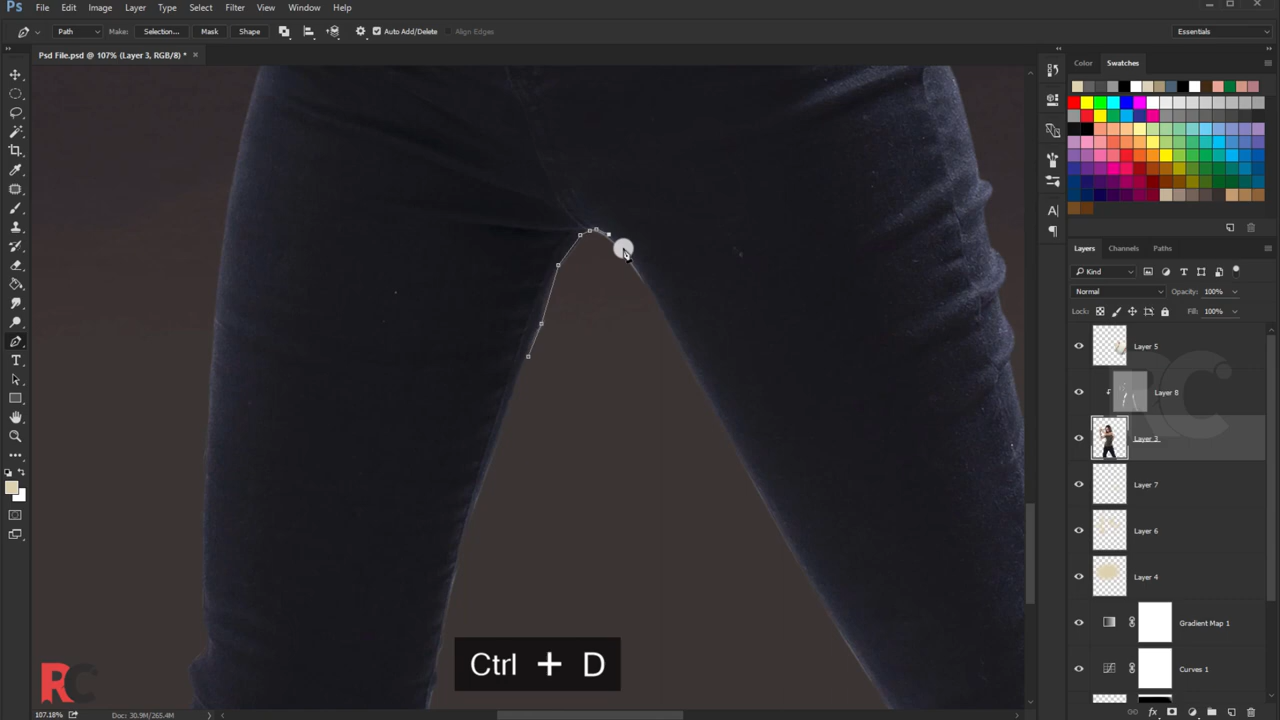 Ps File Edit Image Layer Type Select Filter View Window Help
Path Make: Selection... Mask Shape Auto Add/Delete Align Edges Essentials
Psd File.psd @ 107% (Layer 3, RGB/8) * ×
Color Swatches
Layers Channels Paths
Kind
Normal Opacity: 100%
Lock: Fill: 100%
Layer 5
Layer 8
RC
Layer 3
Layer 7
Layer 6
Layer 4
Gradient Map 1
Curves 1
Ctrl + D
RC
107.18% Doc: 30.9M/265.4M